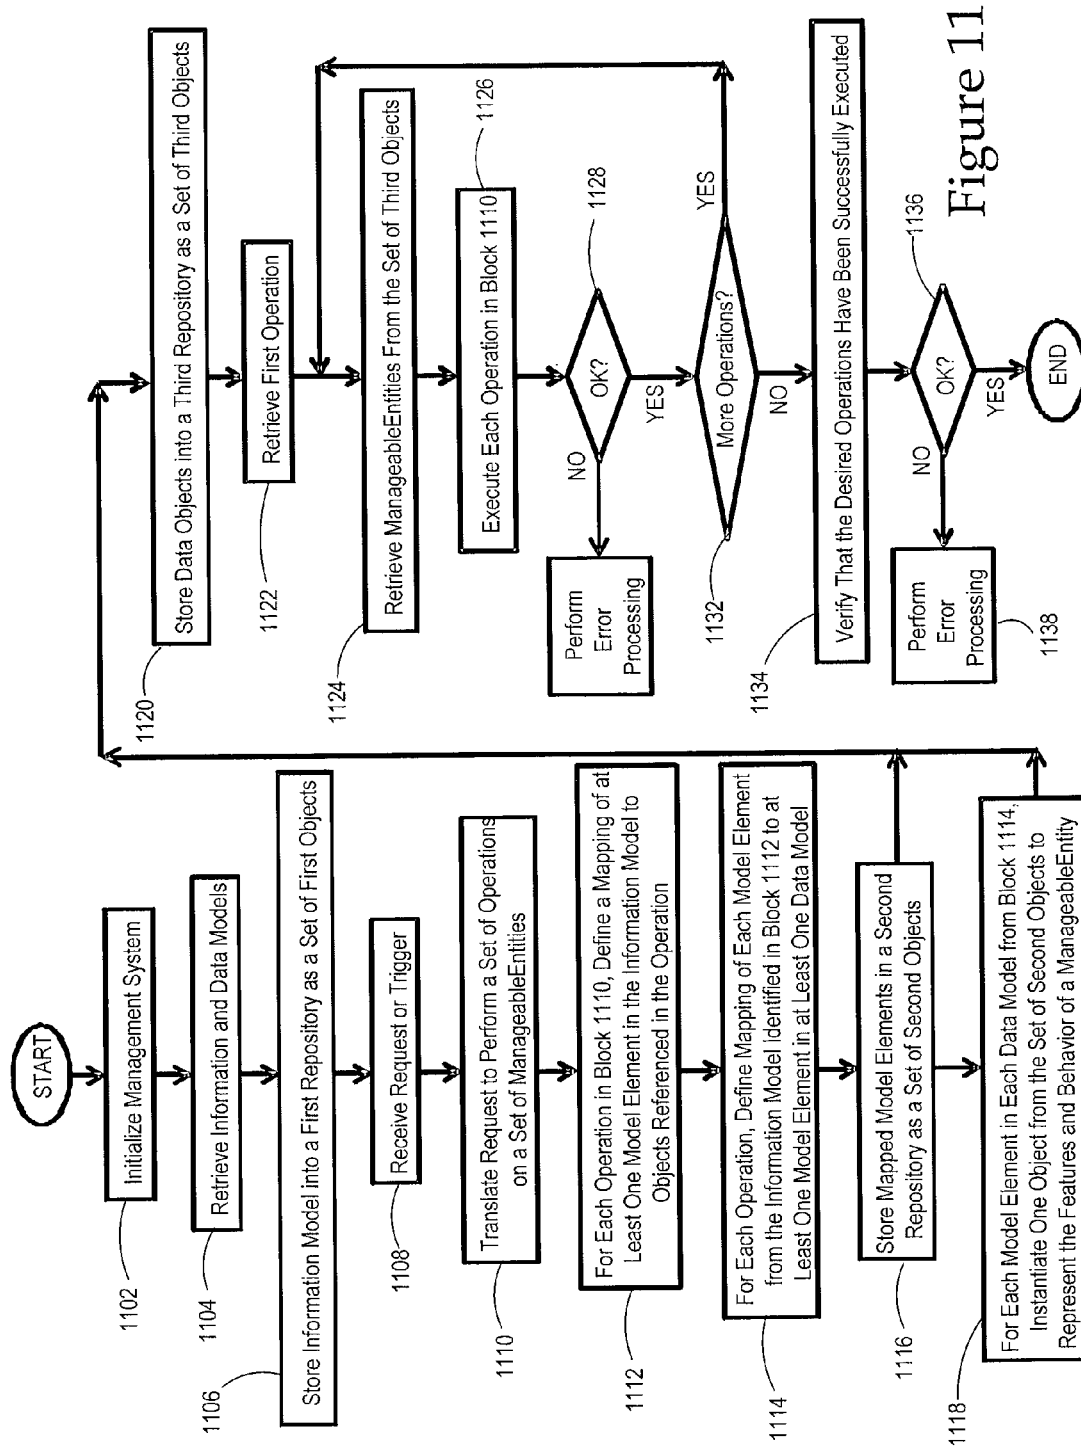 START
Initialize Management System
1102
Retrieve Information and Data Models
1104
Store Information Model into a First Repository as a Set of First Objects
1106
Receive Request or Trigger
1108
Translate Request to Perform a Set of Operations
on a Set of ManageableEntities
1110
For Each Operation in Block 1110, Define a Mapping of at
Least One Model Element in the Information Model to
Objects Referenced in the Operation
1112
For Each Operation, Define Mapping of Each Model Element
from the Information Model Identified in Block 1112 to at
Least One Model Element in at Least One Data Model
1114
Store Mapped Model Elements in a Second
Repository as a Set of Second Objects
1116
For Each Model Element in Each Data Model from Block 1114,
Instantiate One Object from the Set of Second Objects to
Represent the Features and Behavior of a ManageableEntity
1118
Store Data Objects into a Third Repository as a Set of Third Objects
1120
Retrieve First Operation
1122
Retrieve ManageableEntities From the Set of Third Objects
1124
Execute Each Operation in Block 1110
1126
OK?
1128
NO
YES
Perform
Error
Processing
More Operations?
1132
YES
NO
Verify That the Desired Operations Have Been Successfully Executed
1134
OK?
1136
NO
YES
Perform
Error
Processing
1138
END
Figure 11